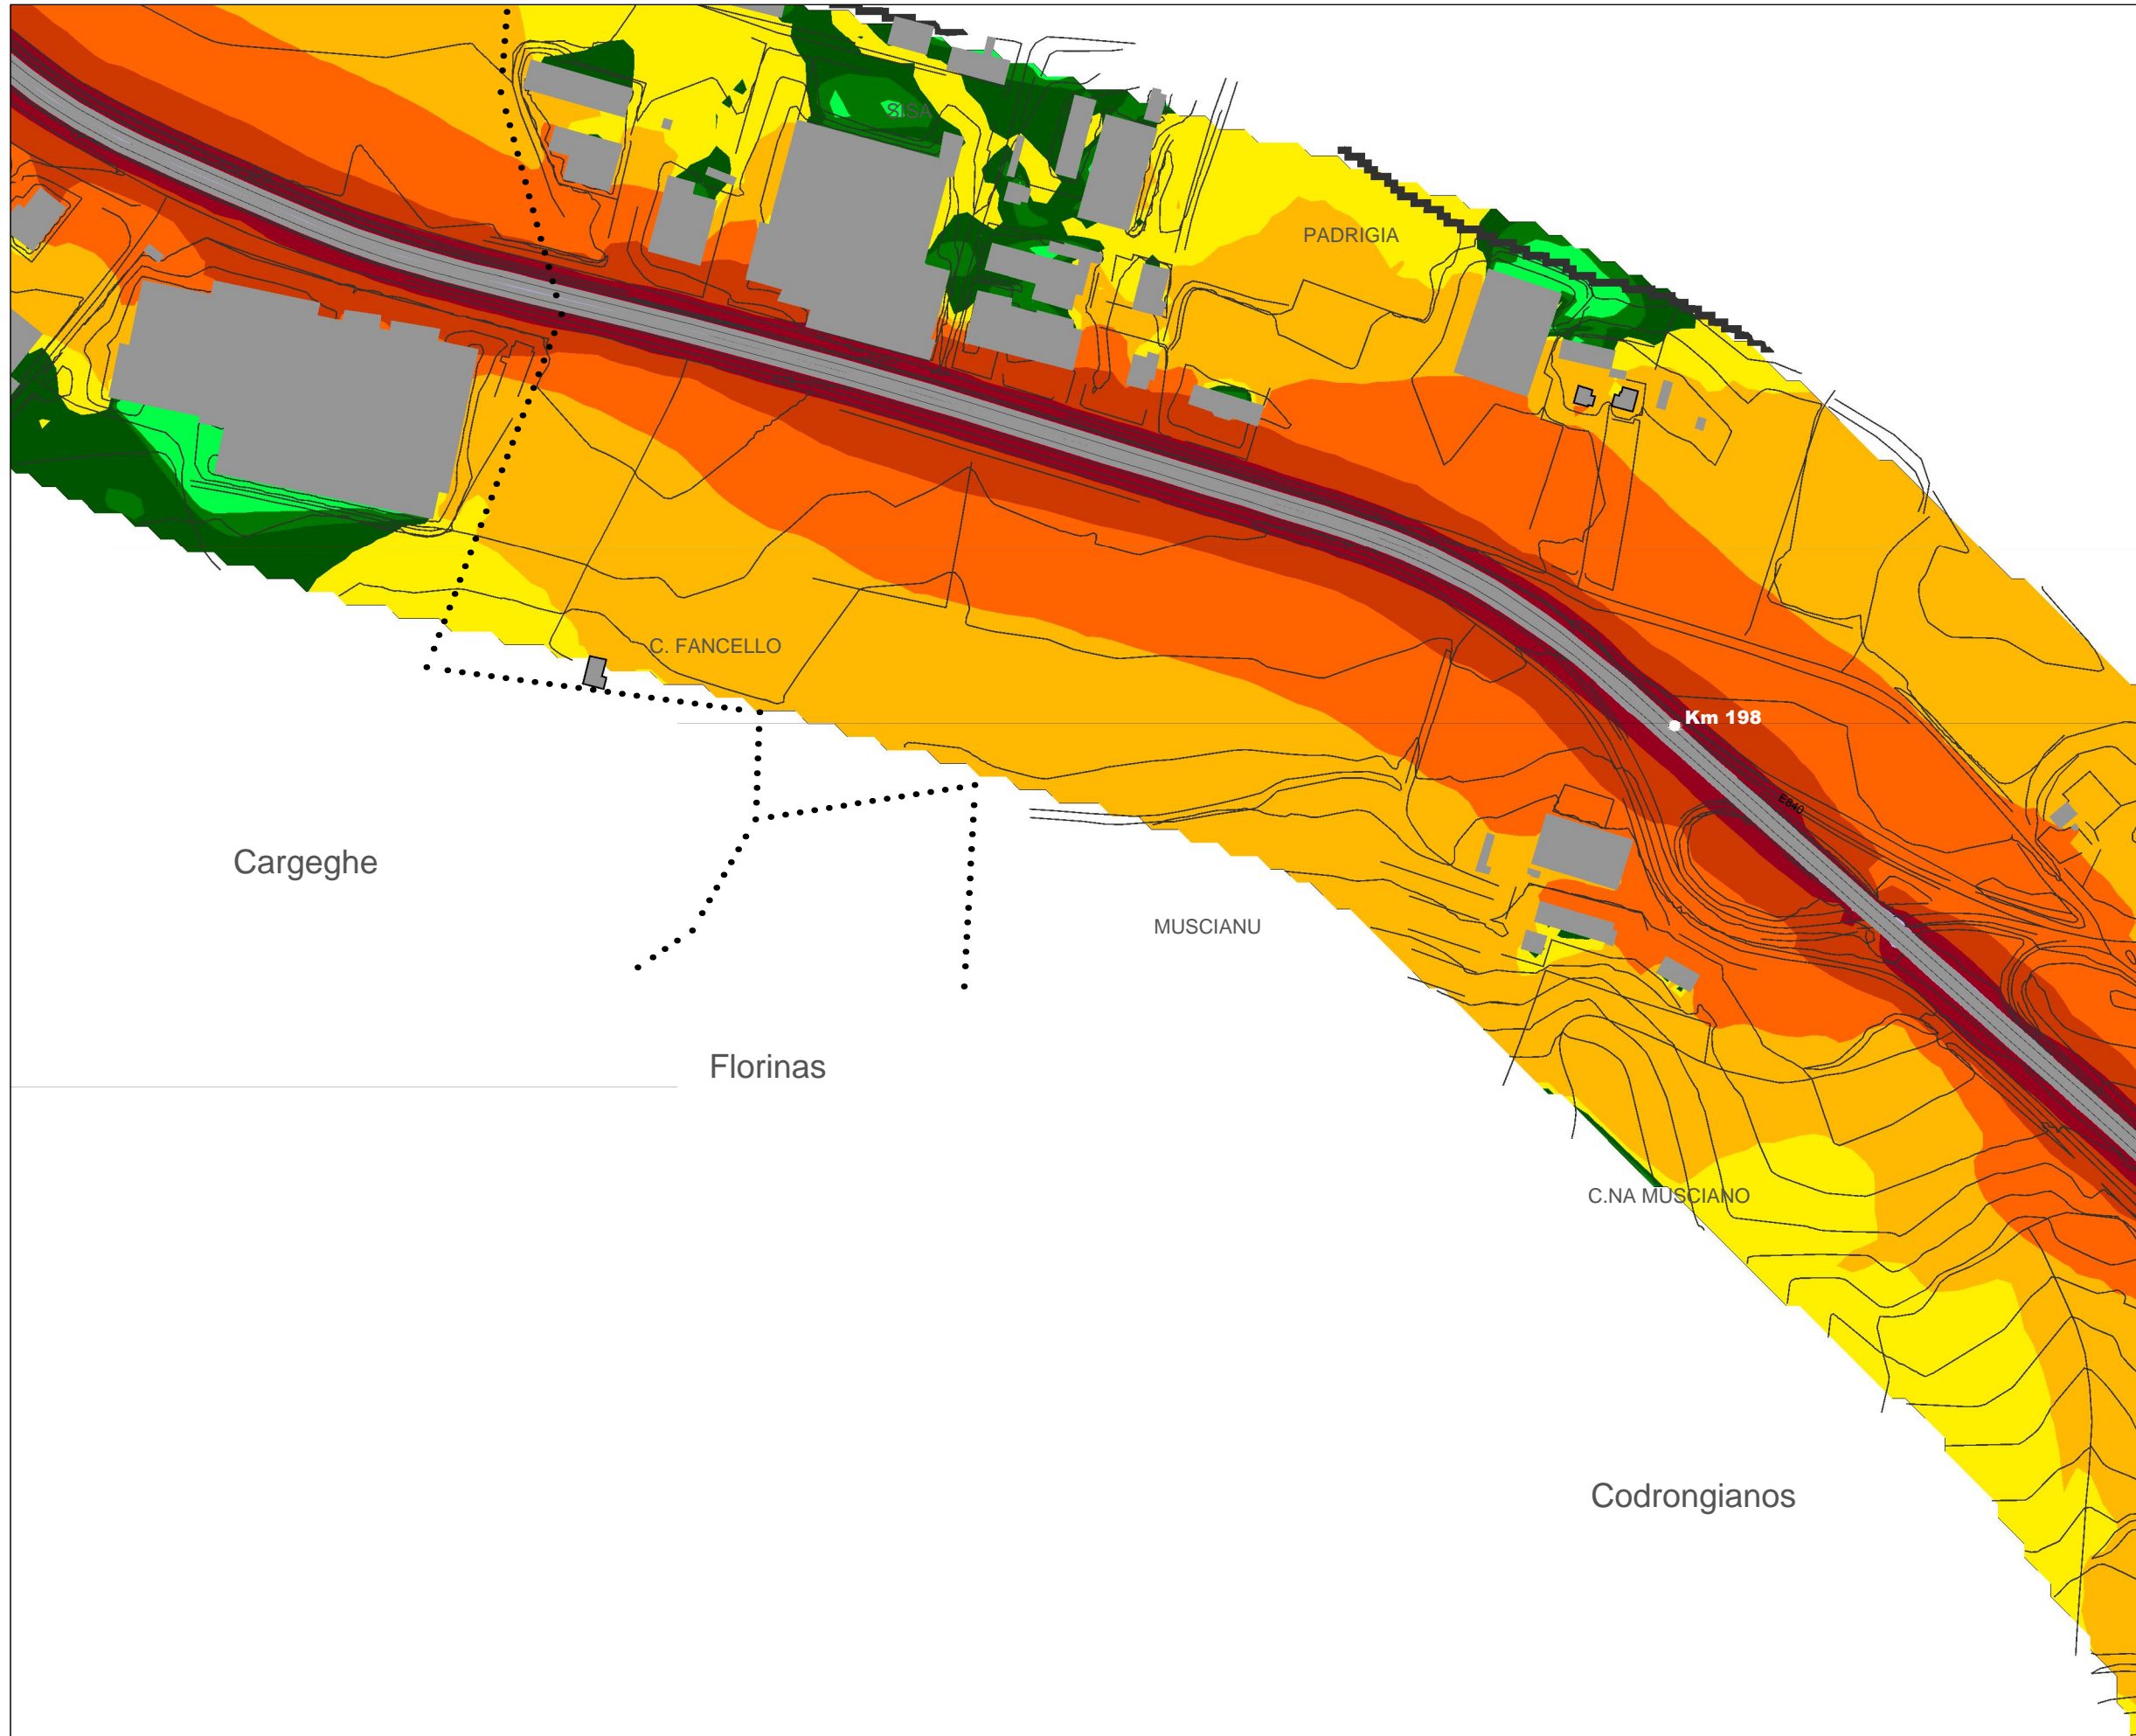 SISA
PADRIGIA
C. FANCELLO
Km 198
E840
Cargeghe
MUSCIANU
Florinas
C.NA MUSCIANO
Codrongianos